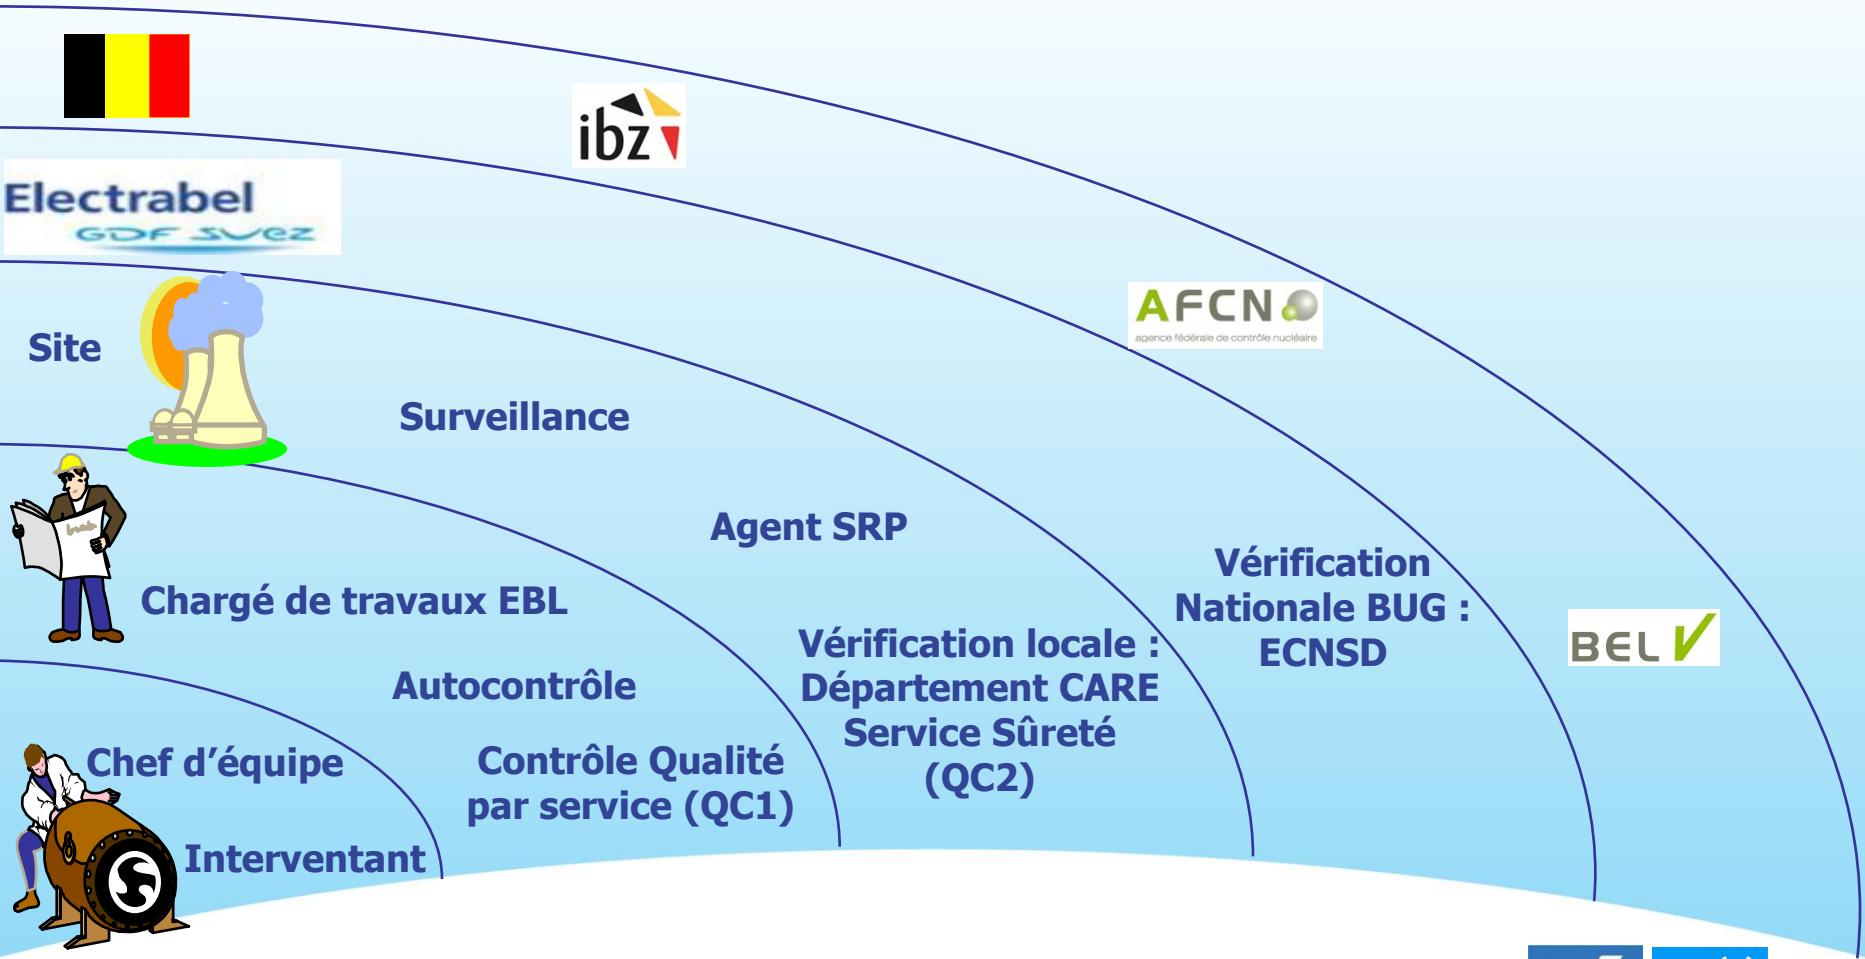 ibz
Electrabel
GDF SUEZ
AFCN
agence fédérale de contrôle nucléaire
Site
Surveillance
Agent SRP
Vérification
Nationale BUG :
ECNSD
Chargé de travaux EBL
Vérification locale :
Département CARE
Service Sûreté
(QC2)
BEL V
Autocontrôle
Chef d’équipe
Contrôle Qualité
par service (QC1)
Interventant